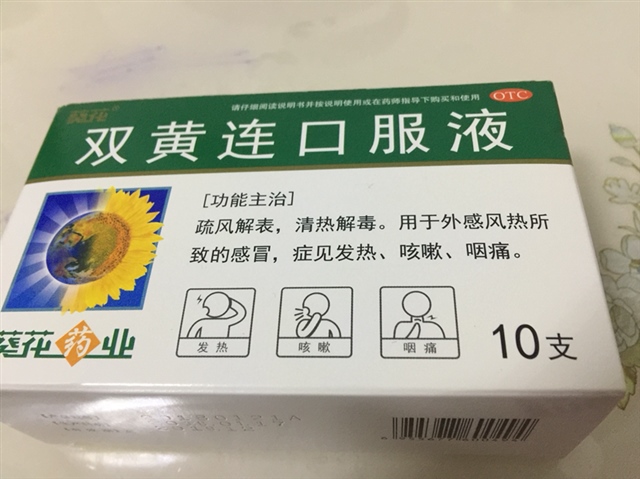 葵花
请仔细阅读说明书并按说明使用或在药师指导下购买和使用
OTC
双黄连口服液
[功能主治]
疏风解表，清热解毒。用于外感风热所
致的感冒，症见发热、咳嗽、咽痛。
发热
咳嗽
咽痛
葵花药业
10支